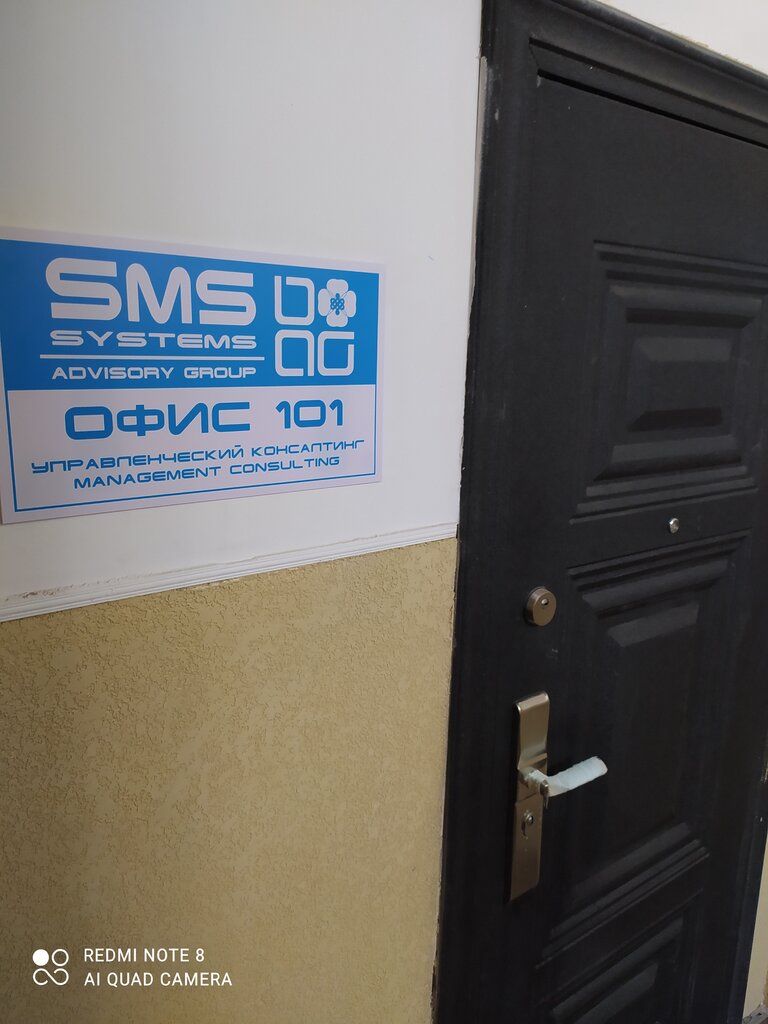 SMS
SYSTEMS
ADVISORY GROUP
ОФИС 101
УПРАВЛЕНЧЕСКИЙ КОНСАЛТИНГ
MANAGEMENT CONSULTING
REDMI NOTE 8
AI QUAD CAMERA